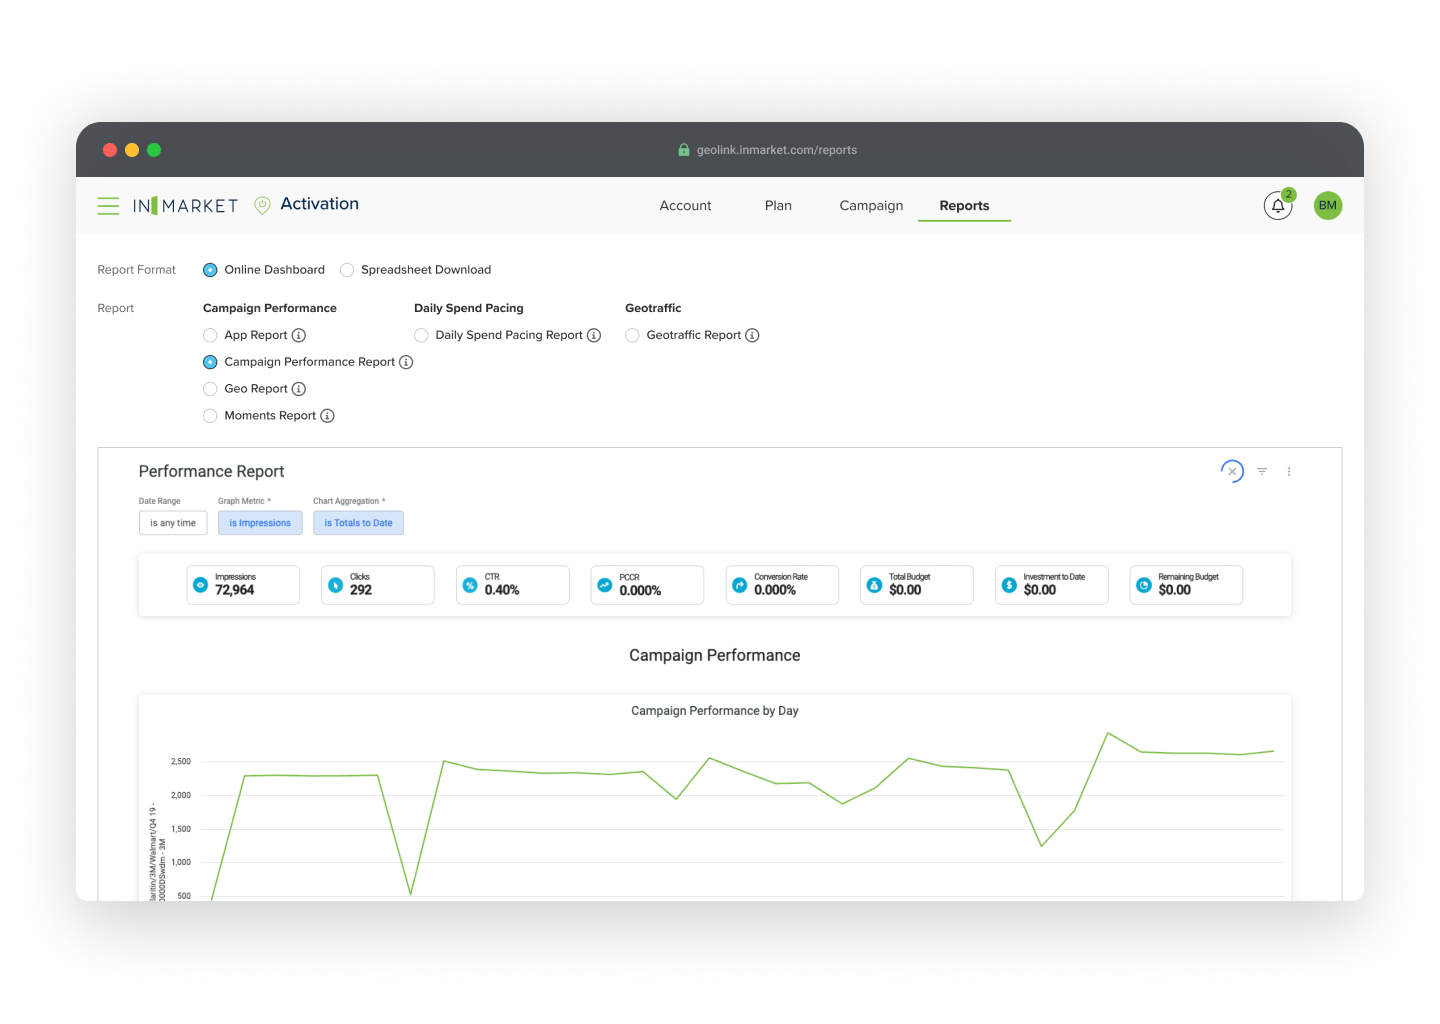 geolink.inmarket.com/reports
INMARKET Activation Account Plan Campaign Reports 2 BM
Report Format Online Dashboard Spreadsheet Download
Report Campaign Performance Daily Spend Pacing Geotraffic
App Report Daily Spend Pacing Report Geotraffic Report
Campaign Performance Report
Geo Report
Moments Report
Performance Report
Date Range Graph Metric * Chart Aggregation *
is any time is Impressions is Totals to Date
Impressions Clicks CTR PCCR Conversion Rate Total Budget Investment to Date Remaining Budget
72,964 292 0.40% 0.000% 0.000% $0.00 $0.00 $0.00
Campaign Performance
Campaign Performance by Day
2,500
2,000
1,500
1,000
500
laritin/3M/Walmart/Q4 19 -
0000DSwdm - 3M